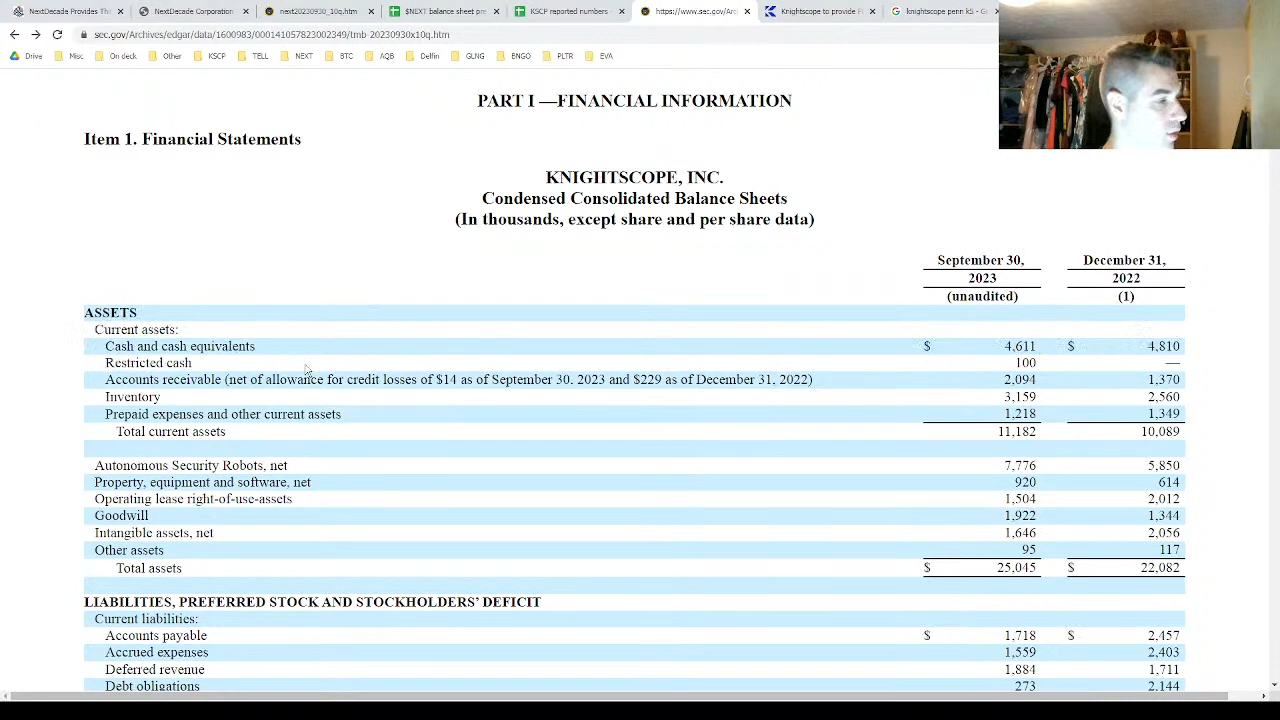 NextDecade Provides Thi
NextDecade Corporation
next20230930_10q.htm
$NEXT balance sheet pre
KSCP reported numbers
https://www.sec.gov/Arc
Knightscope to provide F
knightscope penn k5 - G
sec.gov/Archives/edgar/data/1600983/000141057823002349/tmb-20230930x10q.htm
Drive Misc On deck Other KSCP TELL NEXT BTC AQB Delfin GLNG BNGO PLTR EVA
PART I —FINANCIAL INFORMATION
Item 1. Financial Statements
KNIGHTSCOPE, INC.
Condensed Consolidated Balance Sheets
(In thousands, except share and per share data)
September 30, December 31,
2023 2022
(unaudited) (1)
ASSETS
Current assets:
Cash and cash equivalents $ 4,611 $ 4,810
Restricted cash 100 —
Accounts receivable (net of allowance for credit losses of $14 as of September 30, 2023 and $229 as of December 31, 2022) 2,094 1,370
Inventory 3,159 2,560
Prepaid expenses and other current assets 1,218 1,349
Total current assets 11,182 10,089
Autonomous Security Robots, net 7,776 5,850
Property, equipment and software, net 920 614
Operating lease right-of-use-assets 1,504 2,012
Goodwill 1,922 1,344
Intangible assets, net 1,646 2,056
Other assets 95 117
Total assets $ 25,045 $ 22,082
LIABILITIES, PREFERRED STOCK AND STOCKHOLDERS’ DEFICIT
Current liabilities:
Accounts payable $ 1,718 $ 2,457
Accrued expenses 1,559 2,403
Deferred revenue 1,884 1,711
Debt obligations 273 2,144